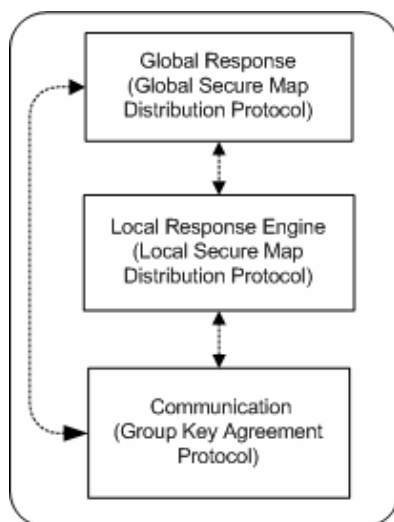 Global Response
(Global Secure Map
Distribution Protocol)
Local Response Engine
(Local Secure Map
Distribution Protocol)
Communication
(Group Key Agreement
Protocol)